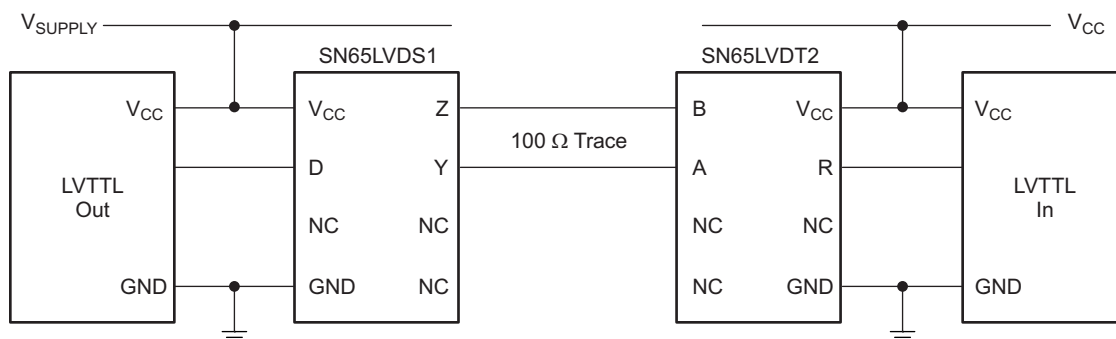 VSUPPLY VCC
SN65LVDS1 SN65LVDT2
VCC VCC Z B VCC VCC
100 Ω Trace
D Y A R
LVTTL Out
LVTTL In
NC NC NC NC
GND GND NC NC GND GND